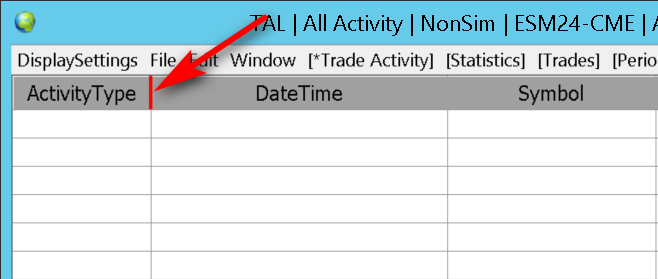 TAL | All Activity | NonSim | ESM24-CME | A
DisplaySettings File Edit Window [*Trade Activity] [Statistics] [Trades] [Perio
ActivityType DateTime Symbol